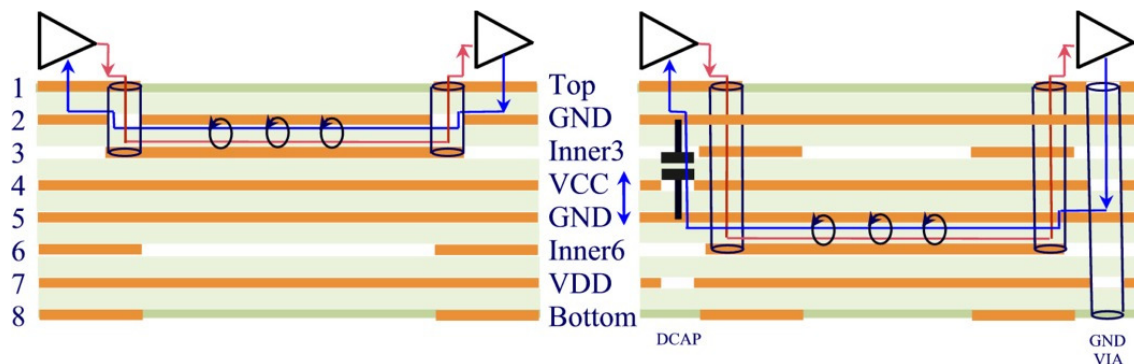 1 Top
2 GND
3 Inner3
4 VCC
5 GND
6 Inner6
7 VDD
8 Bottom
DCAP
GND
VIA